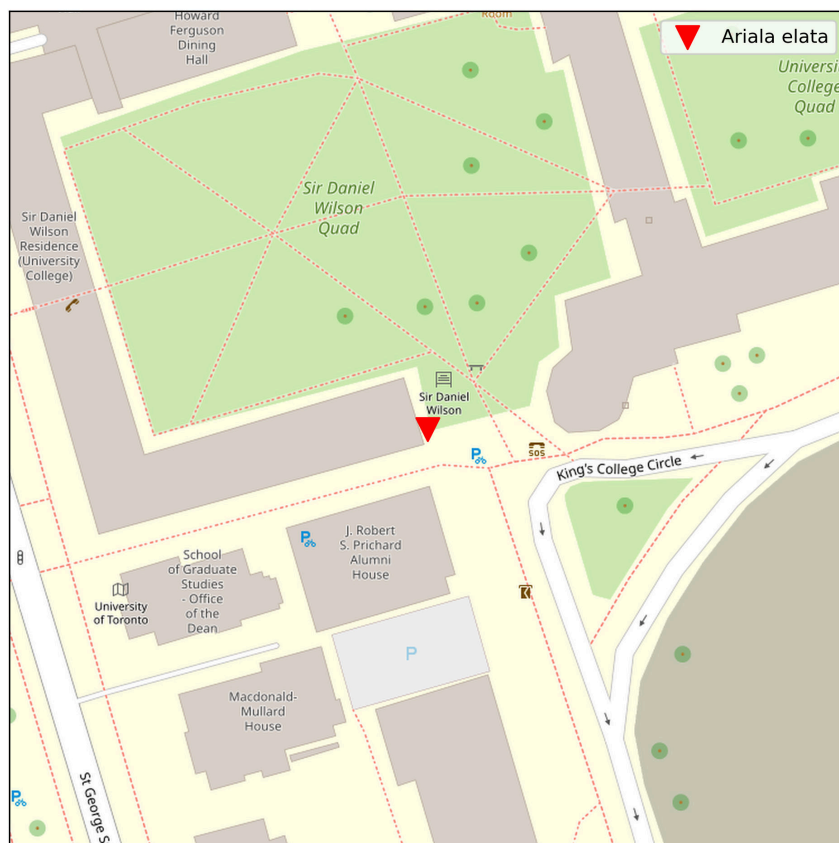 Howard
Ferguson
Dining
Hall
Room
Ariala elata
College
Quad
Sir Daniel
Wilson
Quad
Sir Daniel
Wilson
Residence
(University
College)
Sir Daniel
Wilson
SOS
King's College Circle
J. Robert
S. Prichard
Alumni
House
School
of Graduate
Studies
- Office
of the
Dean
University
of Toronto
P
P
P
Macdonald-
Mullard
House
St George S
P